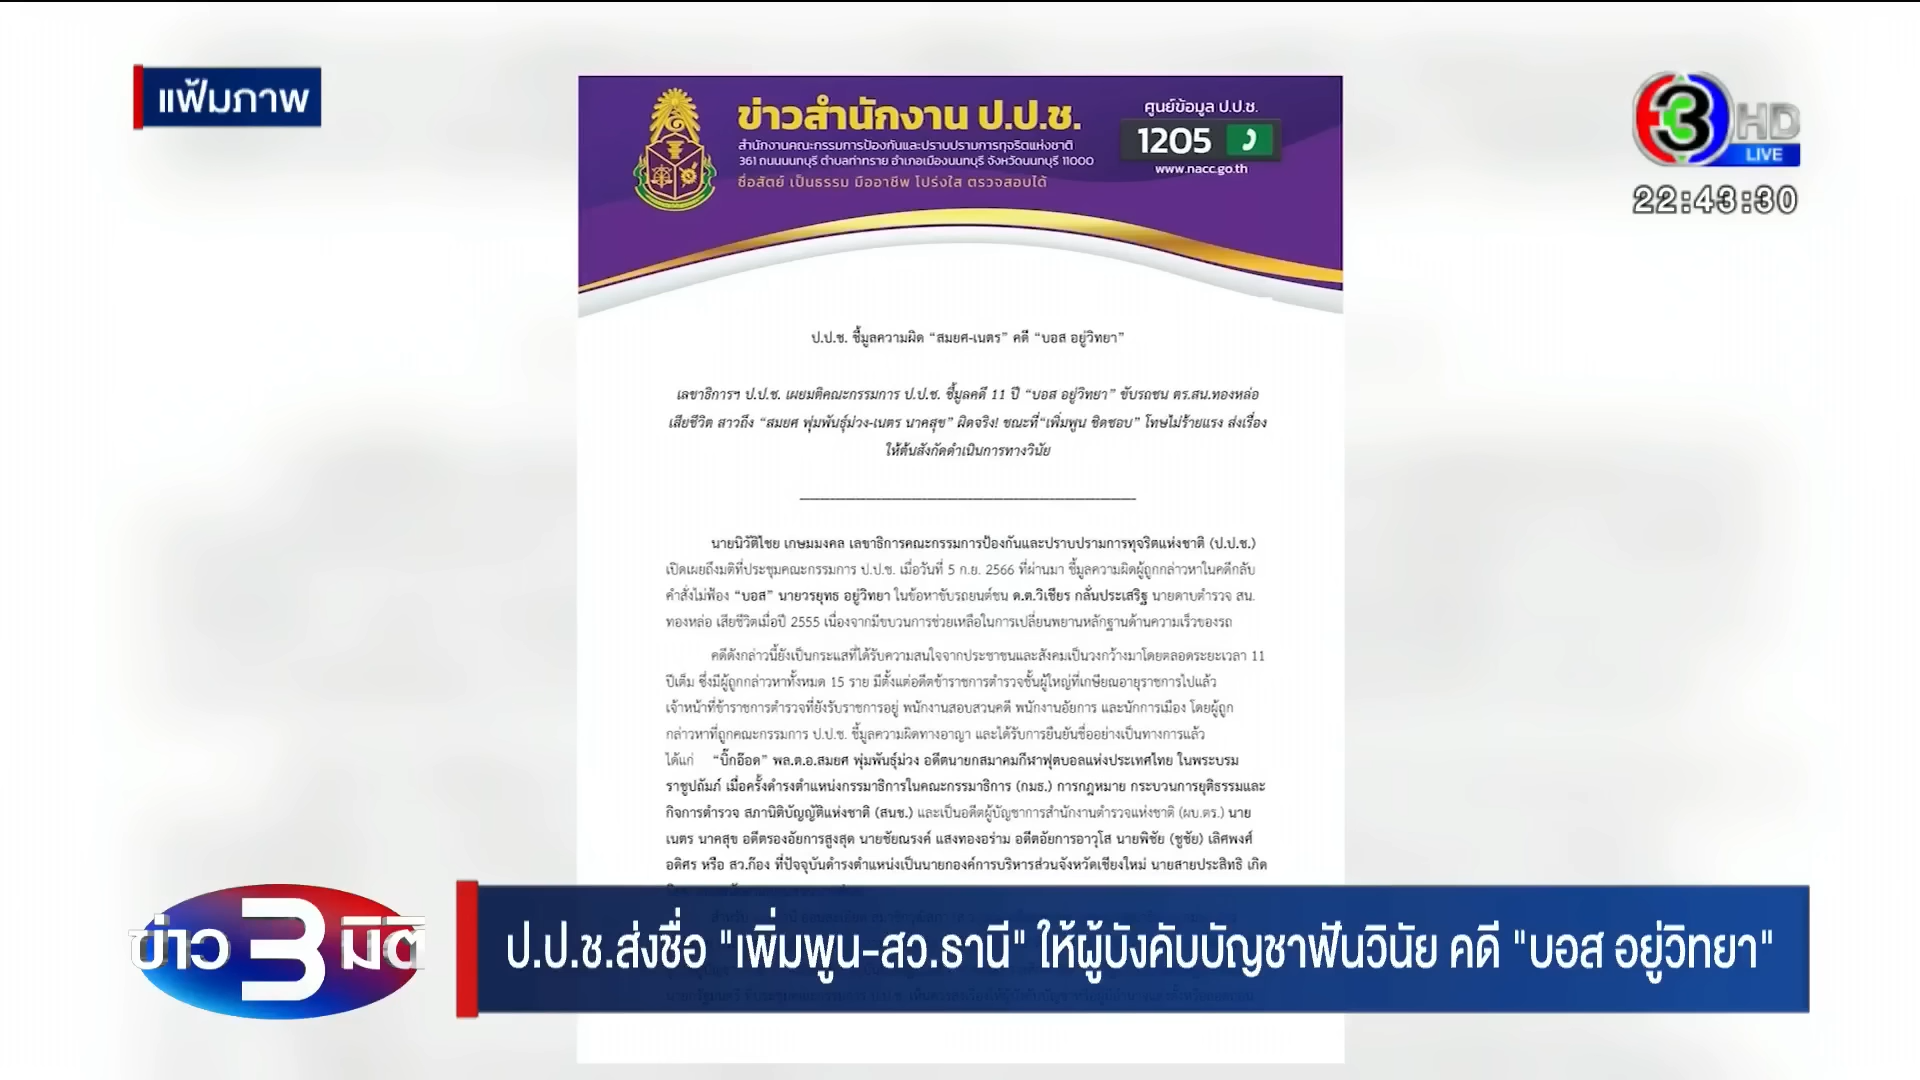 แฟ้มภาพ
ข่าวสำนักงาน ป.ป.ช.
สำนักงานคณะกรรมการป้องกันและปราบปรามการทุจริตแห่งชาติ
361 ถนนนนทบุรี ตำบลท่าทราย อำเภอเมืองนนทบุรี จังหวัดนนทบุรี 11000
ซื่อสัตย์ เป็นธรรม มืออาชีพ โปร่งใส ตรวจสอบได้
ศูนย์ข้อมูล ป.ป.ช.
1205
www.nacc.go.th
3 HD
LIVE
22:43:30
ป.ป.ช. ชี้มูลความผิด “สมยศ-เนตร” คดี “บอส อยู่วิทยา”
เลขาธิการฯ ป.ป.ช. เผยมติคณะกรรมการ ป.ป.ช. ชี้มูลคดี 11 ปี “บอส อยู่วิทยา” ขับรถชน ตร.สน.ทองหล่อ
เสียชีวิต สาวถึง “สมยศ พุ่มพันธุ์ม่วง-เนตร นาคสุข” ผิดจริง! ขณะที่“เพิ่มพูน ชิดชอบ” โทษไม่ร้ายแรง ส่งเรื่อง
ให้ต้นสังกัดดำเนินการทางวินัย
นายนิวัติไชย เกษมมงคล เลขาธิการคณะกรรมการป้องกันและปราบปรามการทุจริตแห่งชาติ (ป.ป.ช.)
เปิดเผยถึงมติที่ประชุมคณะกรรมการ ป.ป.ช. เมื่อวันที่ 5 ก.ย. 2566 ที่ผ่านมา ชี้มูลความผิดผู้ถูกกล่าวหาในคดีกลับ
คำสั่งไม่ฟ้อง “บอส” นายวรยุทธ อยู่วิทยา ในข้อหาขับรถยนต์ชน ด.ต.วิเชียร กลั่นประเสริฐ นายดาบตำรวจ สน.
ทองหล่อ เสียชีวิตเมื่อปี 2555 เนื่องจากมีขบวนการช่วยเหลือในการเปลี่ยนพยานหลักฐานด้านความเร็วของรถ
คดีดังกล่าวนี้ยังเป็นกระแสที่ได้รับความสนใจจากประชาชนและสังคมเป็นวงกว้างมาโดยตลอดระยะเวลา 11
ปีเต็ม ซึ่งมีผู้ถูกกล่าวหาทั้งหมด 15 ราย มีตั้งแต่อดีตข้าราชการตำรวจชั้นผู้ใหญ่ที่เกษียณอายุราชการไปแล้ว
เจ้าหน้าที่ข้าราชการตำรวจที่ยังรับราชการอยู่ พนักงานสอบสวนคดี พนักงานอัยการ และนักการเมือง โดยผู้ถูก
กล่าวหาที่ถูกคณะกรรมการ ป.ป.ช. ชี้มูลความผิดทางอาญา และได้รับการยืนยันชื่ออย่างเป็นทางการแล้ว
ได้แก่ “บิ๊กอ๊อด” พล.ต.อ.สมยศ พุ่มพันธุ์ม่วง อดีตนายกสมาคมกีฬาฟุตบอลแห่งประเทศไทย ในพระบรม
ราชูปถัมภ์ เมื่อครั้งดำรงตำแหน่งกรรมาธิการในคณะกรรมาธิการ (กมธ.) การกฎหมาย กระบวนการยุติธรรมและ
กิจการตำรวจ สภานิติบัญญัติแห่งชาติ (สนช.) และเป็นอดีตผู้บัญชาการสำนักงานตำรวจแห่งชาติ (ผบ.ตร.) นาย
เนตร นาคสุข อดีตรองอัยการสูงสุด นายชัยณรงค์ แสงทองอร่าม อดีตอัยการอาวุโส นายพิชัย (ชูชัย) เลิศพงศ์
อดิศร หรือ สว.ก๊อง ที่ปัจจุบันดำรงตำแหน่งเป็นนายกองค์การบริหารส่วนจังหวัดเชียงใหม่ นายสายประสิทธิ เกิด
ข่าว 3 มิติ
ป.ป.ช.ส่งชื่อ "เพิ่มพูน-สว.ธานี" ให้ผู้บังคับบัญชาฟันวินัย คดี "บอส อยู่วิทยา"